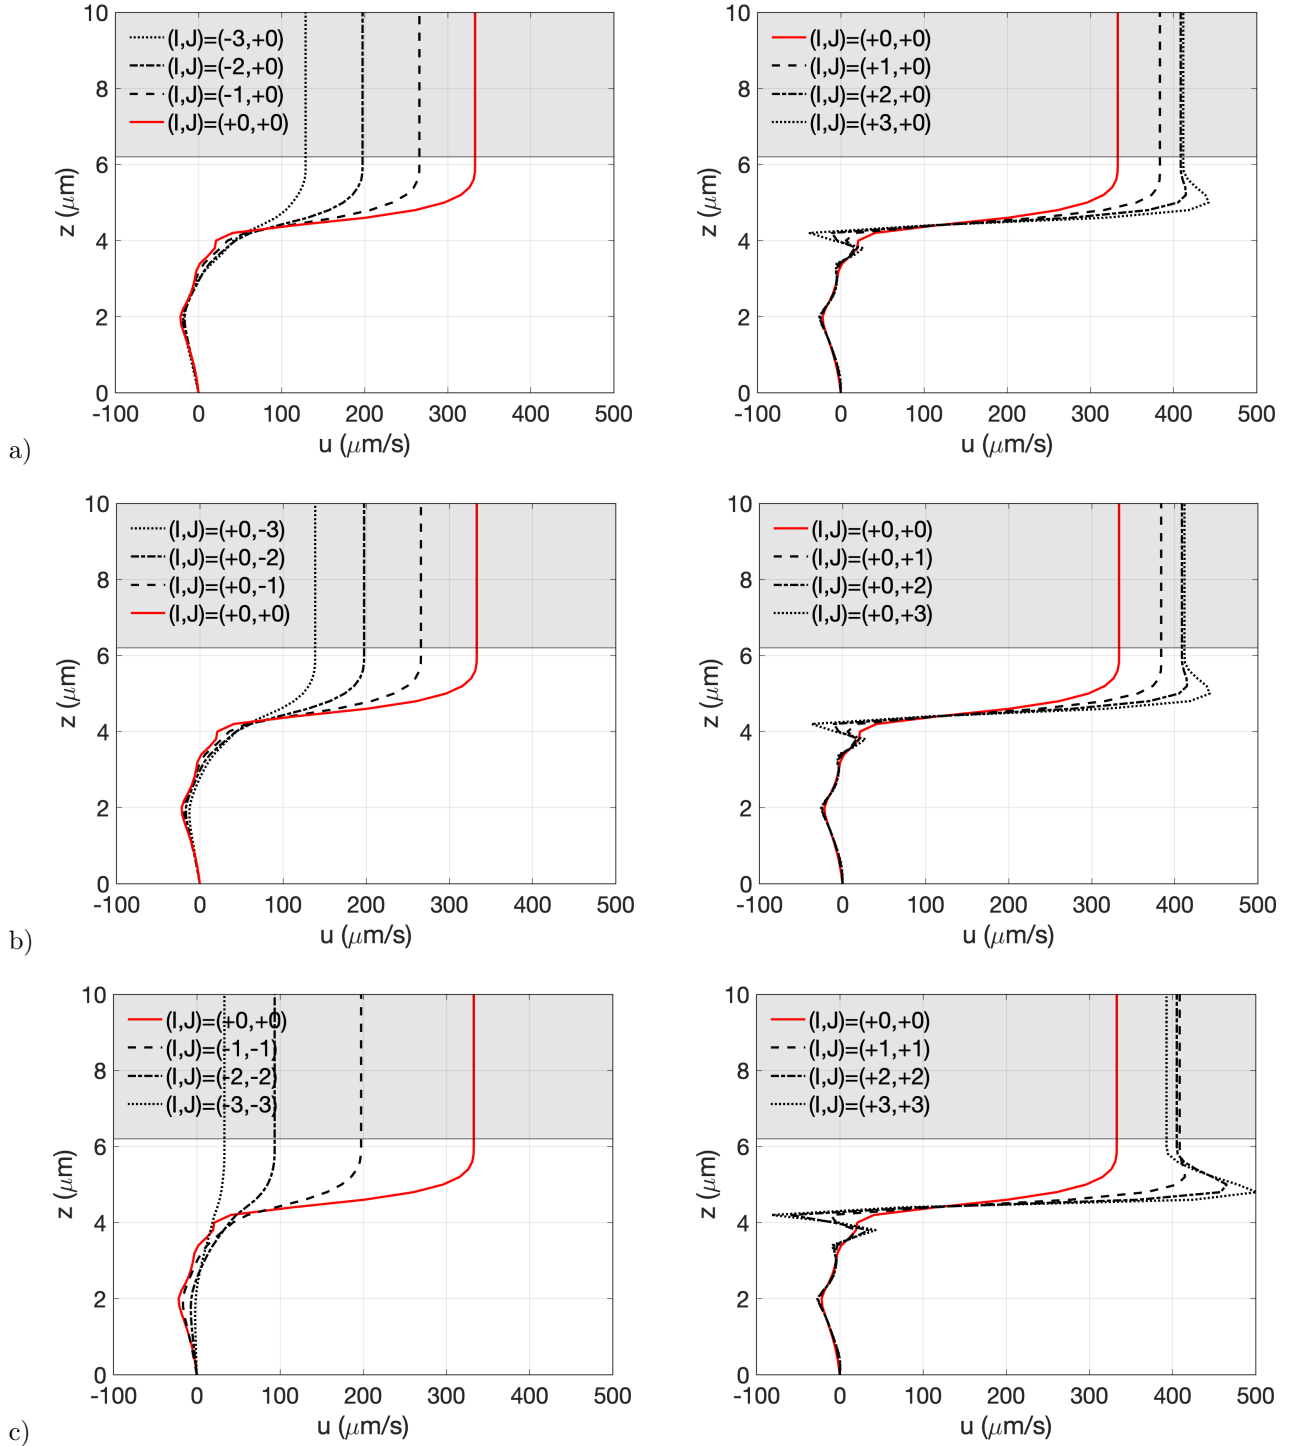 10
8
6
4
2
0
z (μm)
(I,J)=(-3,+0)
(I,J)=(-2,+0)
(I,J)=(-1,+0)
(I,J)=(+0,+0)
-100 0 100 200 300 400 500
u (μm/s)
10
8
6
4
2
0
z (μm)
(I,J)=(+0,+0)
(I,J)=(+1,+0)
(I,J)=(+2,+0)
(I,J)=(+3,+0)
-100 0 100 200 300 400 500
u (μm/s)
a)
10
8
6
4
2
0
z (μm)
(I,J)=(+0,-3)
(I,J)=(+0,-2)
(I,J)=(+0,-1)
(I,J)=(+0,+0)
-100 0 100 200 300 400 500
u (μm/s)
10
8
6
4
2
0
z (μm)
(I,J)=(+0,+0)
(I,J)=(+0,+1)
(I,J)=(+0,+2)
(I,J)=(+0,+3)
-100 0 100 200 300 400 500
u (μm/s)
b)
10
8
6
4
2
0
z (μm)
(I,J)=(+0,+0)
(I,J)=(-1,-1)
(I,J)=(-2,-2)
(I,J)=(-3,-3)
-100 0 100 200 300 400 500
u (μm/s)
10
8
6
4
2
0
z (μm)
(I,J)=(+0,+0)
(I,J)=(+1,+1)
(I,J)=(+2,+2)
(I,J)=(+3,+3)
-100 0 100 200 300 400 500
u (μm/s)
c)